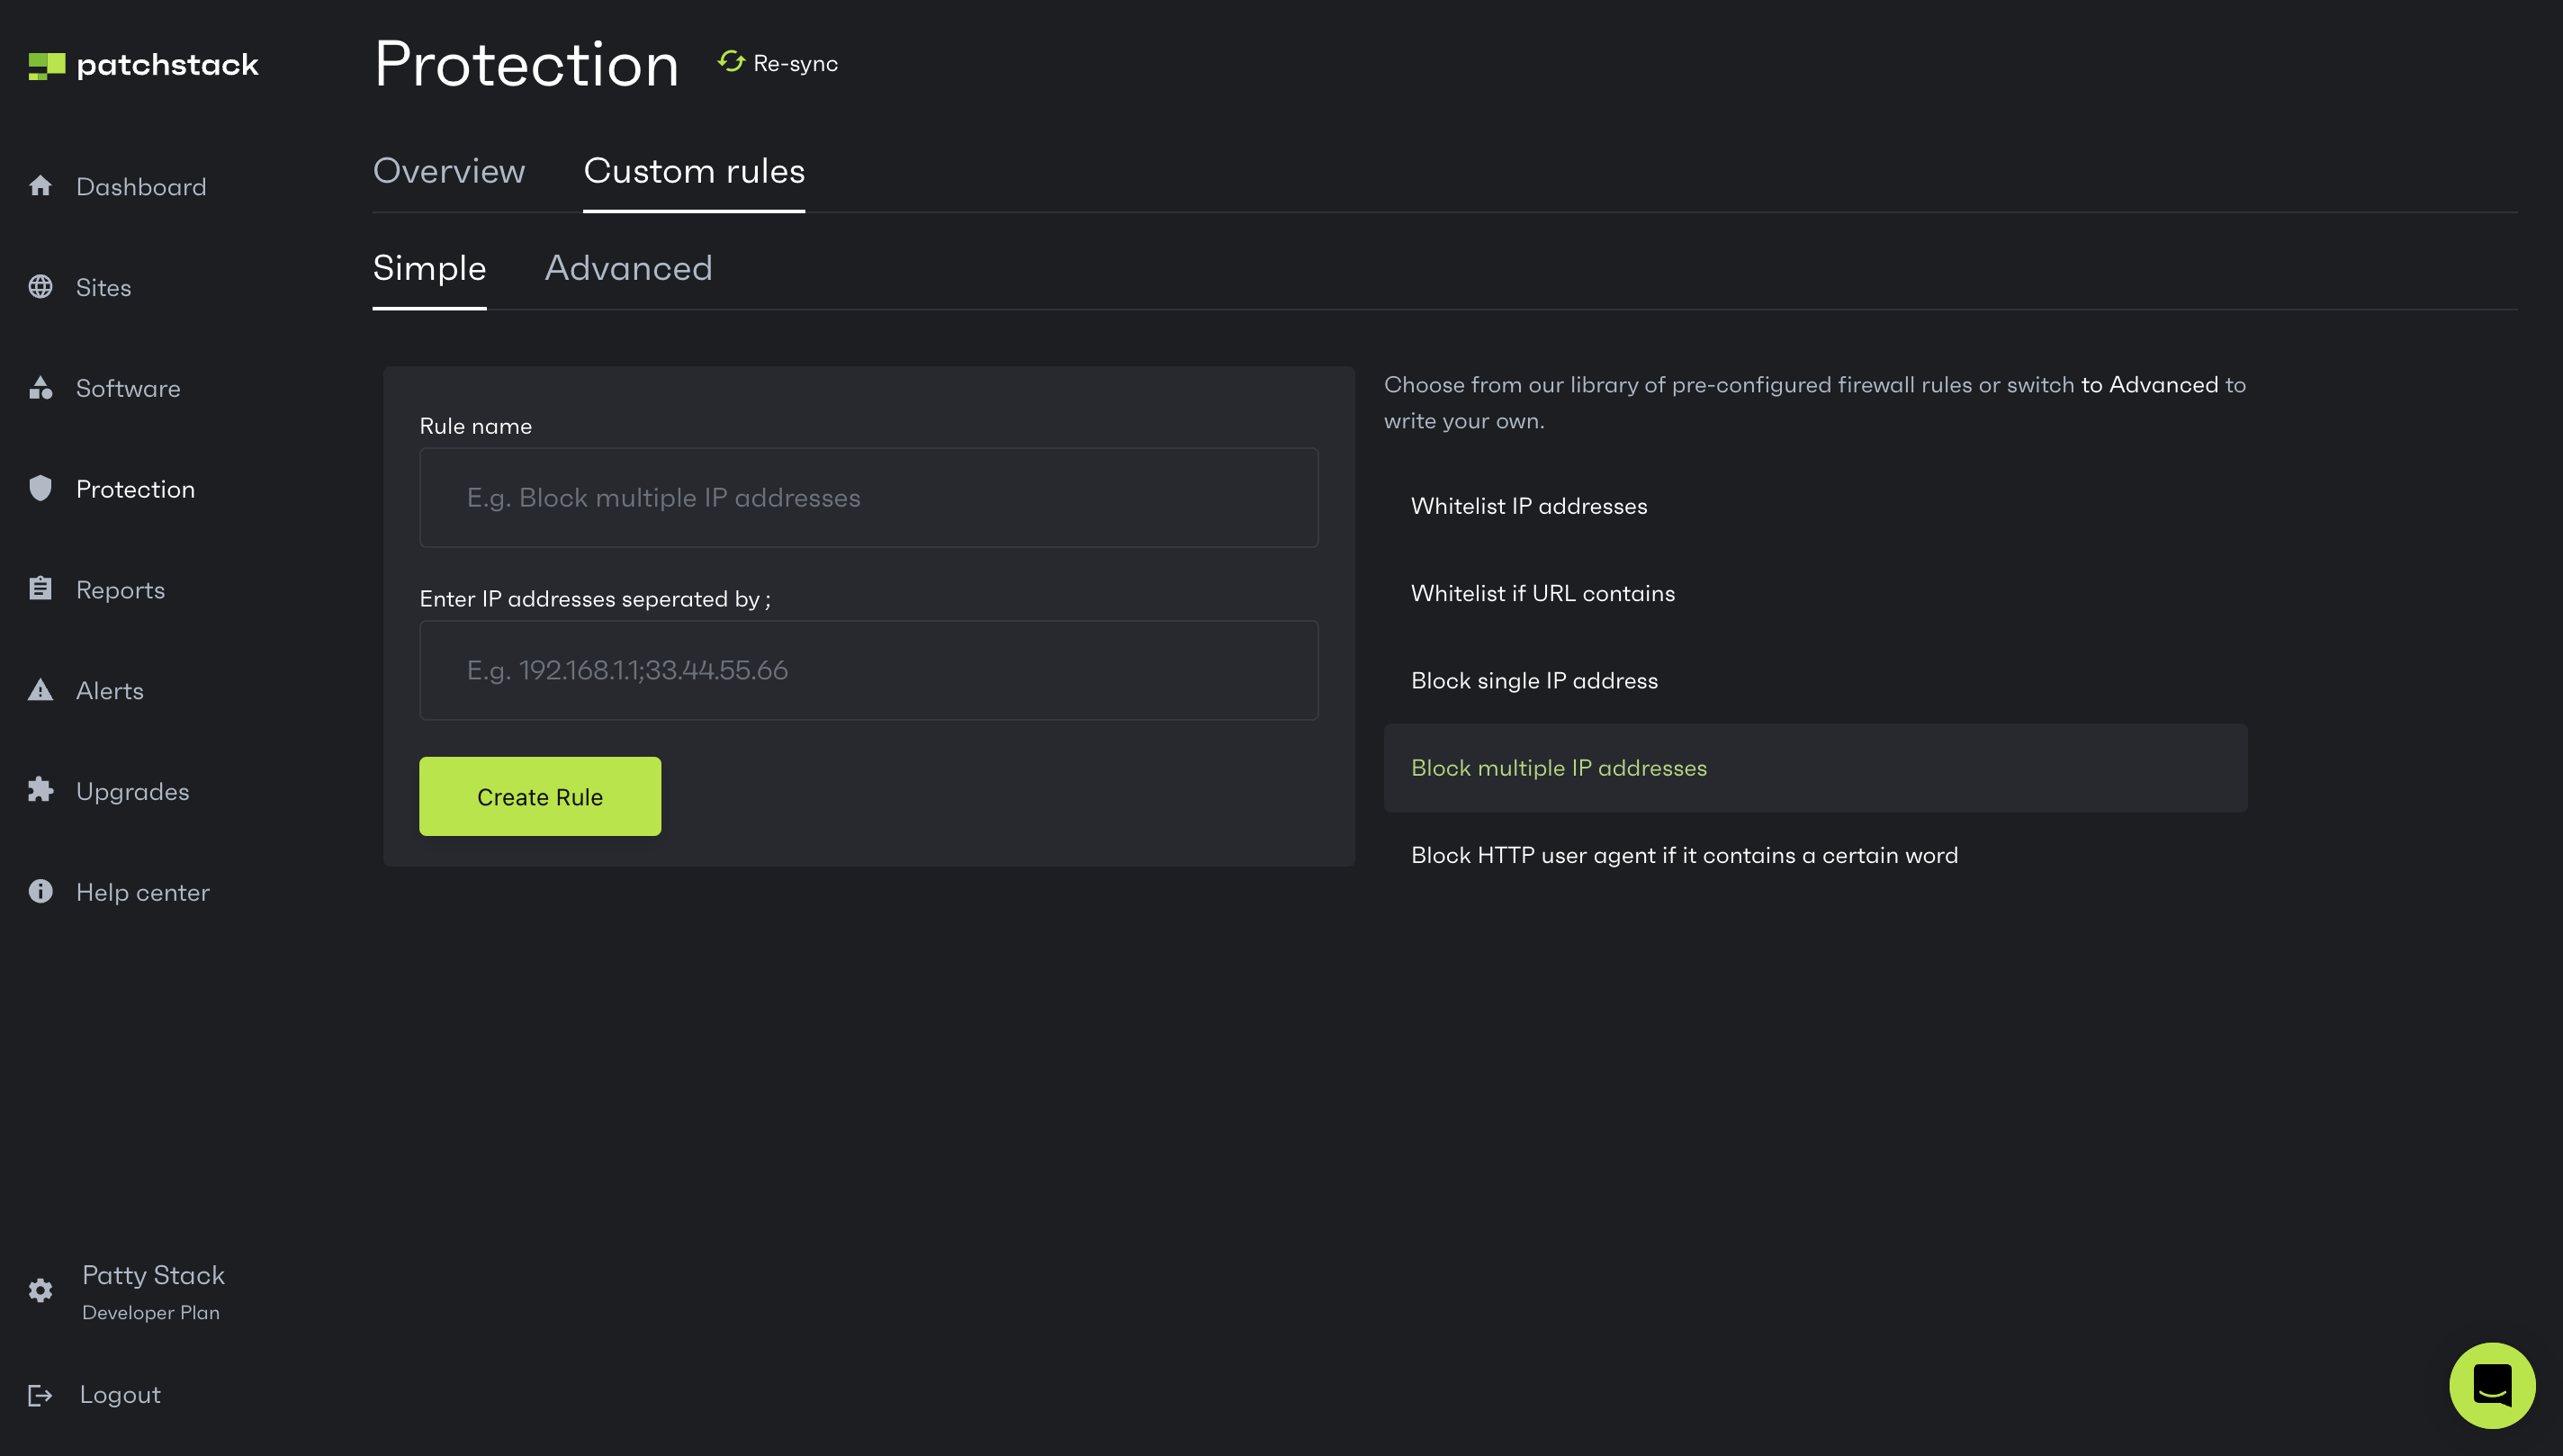 patchstack
Dashboard
Sites
Software
Protection
Reports
Alerts
Upgrades
Help center
Patty Stack
Developer Plan
Logout
Protection
Re-sync
Overview
Custom rules
Simple
Advanced
Rule name
E.g. Block multiple IP addresses
Enter IP addresses seperated by ;
E.g. 192.168.1.1;33.44.55.66
Create Rule
Choose from our library of pre-configured firewall rules or switch to Advanced to
write your own.
Whitelist IP addresses
Whitelist if URL contains
Block single IP address
Block multiple IP addresses
Block HTTP user agent if it contains a certain word